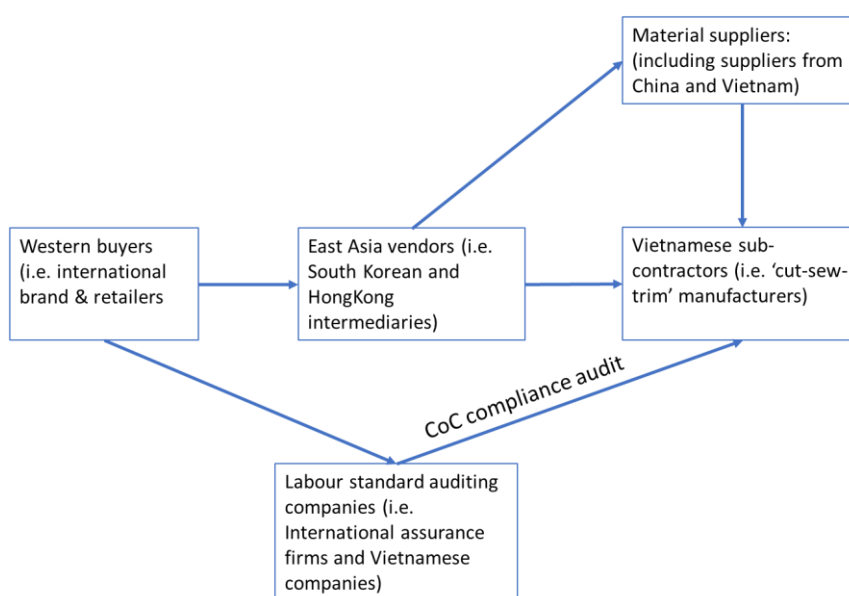 Material suppliers:
(including suppliers from
China and Vietnam)
Western buyers
(i.e. international
brand & retailers
East Asia vendors (i.e.
South Korean and
HongKong
intermediaries)
Vietnamese sub-
contractors (i.e. ‘cut-sew-
trim’ manufacturers)
CoC compliance audit
Labour standard auditing
companies (i.e.
International assurance
firms and Vietnamese
companies)